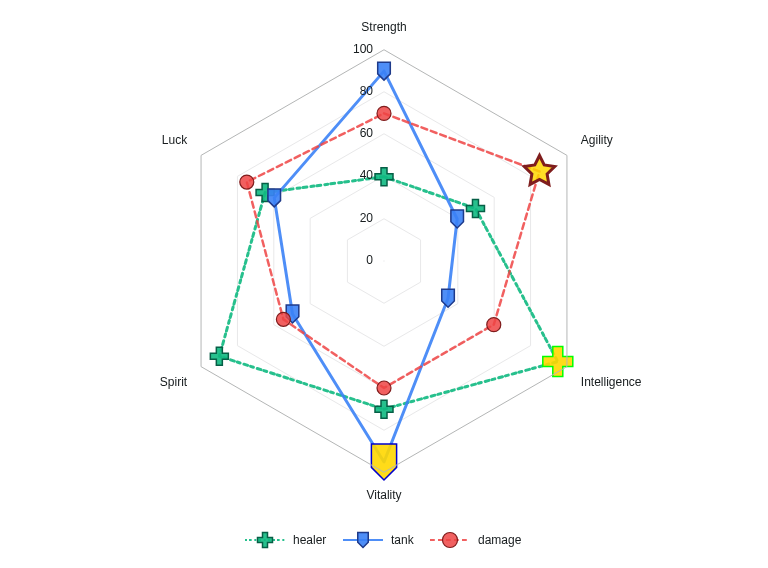 Strength
100
80
60
40
20
0
Luck
Agility
Spirit
Intelligence
Vitality
healer
tank
damage